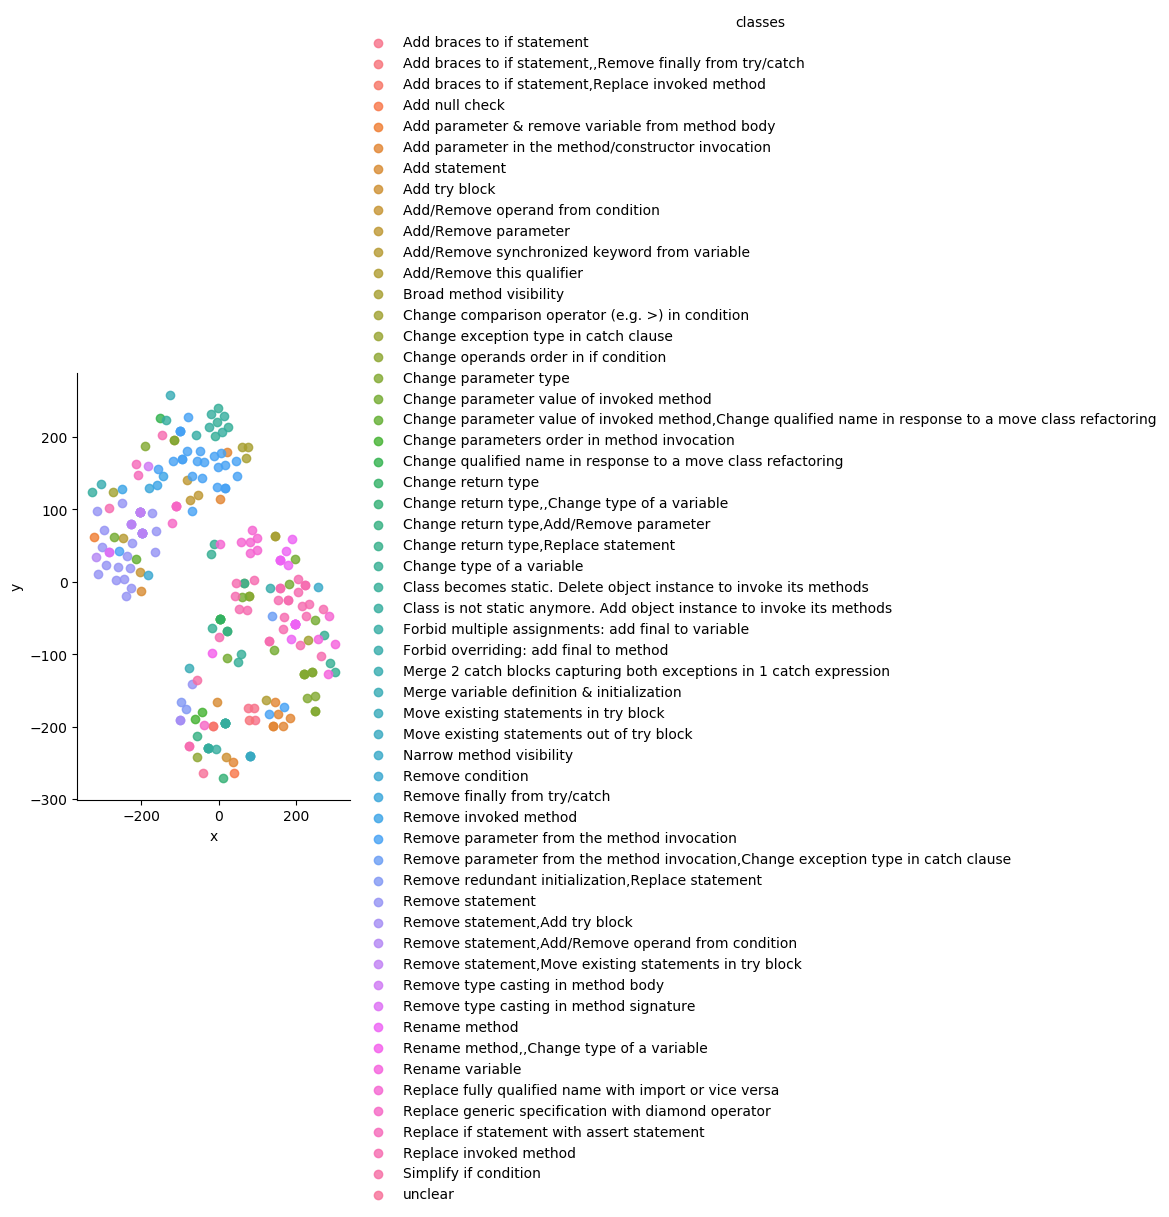 classes
Add braces to if statement
Add braces to if statement,,Remove finally from try/catch
Add braces to if statement,Replace invoked method
Add null check
Add parameter & remove variable from method body
Add parameter in the method/constructor invocation
Add statement
Add try block
Add/Remove operand from condition
Add/Remove parameter
Add/Remove synchronized keyword from variable
Add/Remove this qualifier
Broad method visibility
Change comparison operator (e.g. >) in condition
Change exception type in catch clause
Change operands order in if condition
Change parameter type
Change parameter value of invoked method
Change parameter value of invoked method,Change qualified name in response to a move class refactoring
Change parameters order in method invocation
Change qualified name in response to a move class refactoring
Change return type
Change return type,,Change type of a variable
Change return type,Add/Remove parameter
Change return type,Replace statement
Change type of a variable
Class becomes static. Delete object instance to invoke its methods
Class is not static anymore. Add object instance to invoke its methods
Forbid multiple assignments: add final to variable
Forbid overriding: add final to method
Merge 2 catch blocks capturing both exceptions in 1 catch expression
Merge variable definition & initialization
Move existing statements in try block
Move existing statements out of try block
Narrow method visibility
Remove condition
Remove finally from try/catch
Remove invoked method
Remove parameter from the method invocation
Remove parameter from the method invocation,Change exception type in catch clause
Remove redundant initialization,Replace statement
Remove statement
Remove statement,Add try block
Remove statement,Add/Remove operand from condition
Remove statement,Move existing statements in try block
Remove type casting in method body
Remove type casting in method signature
Rename method
Rename method,,Change type of a variable
Rename variable
Replace fully qualified name with import or vice versa
Replace generic specification with diamond operator
Replace if statement with assert statement
Replace invoked method
Simplify if condition
unclear
200
100
0
−100
−200
−300
y
−200
0
200
x